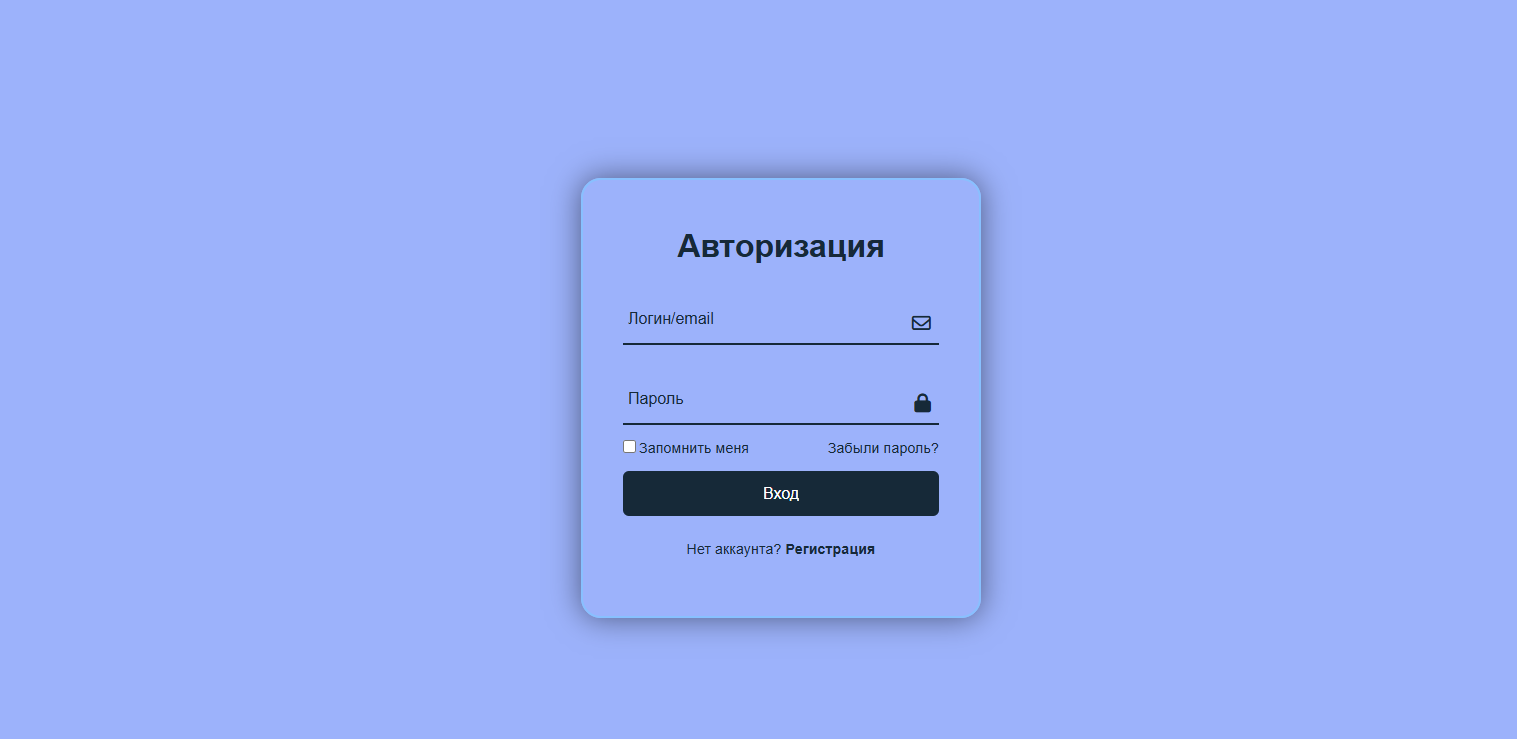 Авторизация
Логин/email
Пароль
Запомнить меня Забыли пароль?
Вход
Нет аккаунта? Регистрация